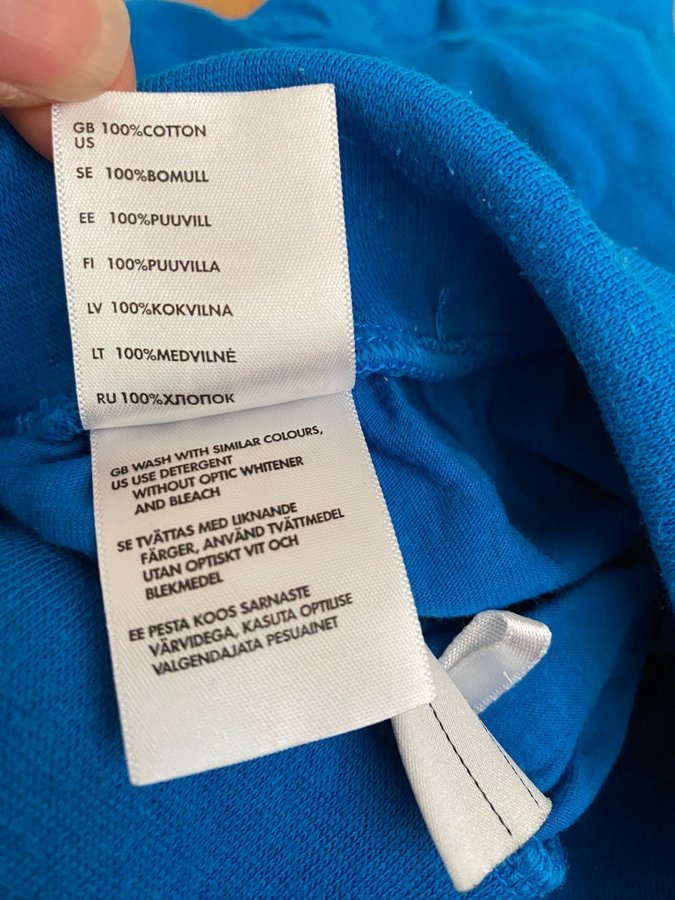 GB 100%COTTON
US
SE 100%BOMULL
EE 100%PUUVILL
FI 100%PUUVILLA
LV 100%KOKVILNA
LT 100%MEDVILNĖ
RU 100%ХЛОПОК
GB WASH WITH SIMILAR COLOURS,
US USE DETERGENT
WITHOUT OPTIC WHITENER
AND BLEACH
SE TVÄTTAS MED LIKNANDE
FÄRGER, ANVÄND TVÄTTMEDEL
UTAN OPTISKT VIT OCH
BLEKMEDEL
EE PESTA KOOS SARNASTE
VÄRVIDEGA, KASUTA OPTILISE
VALGENDAJATA PESUAINET